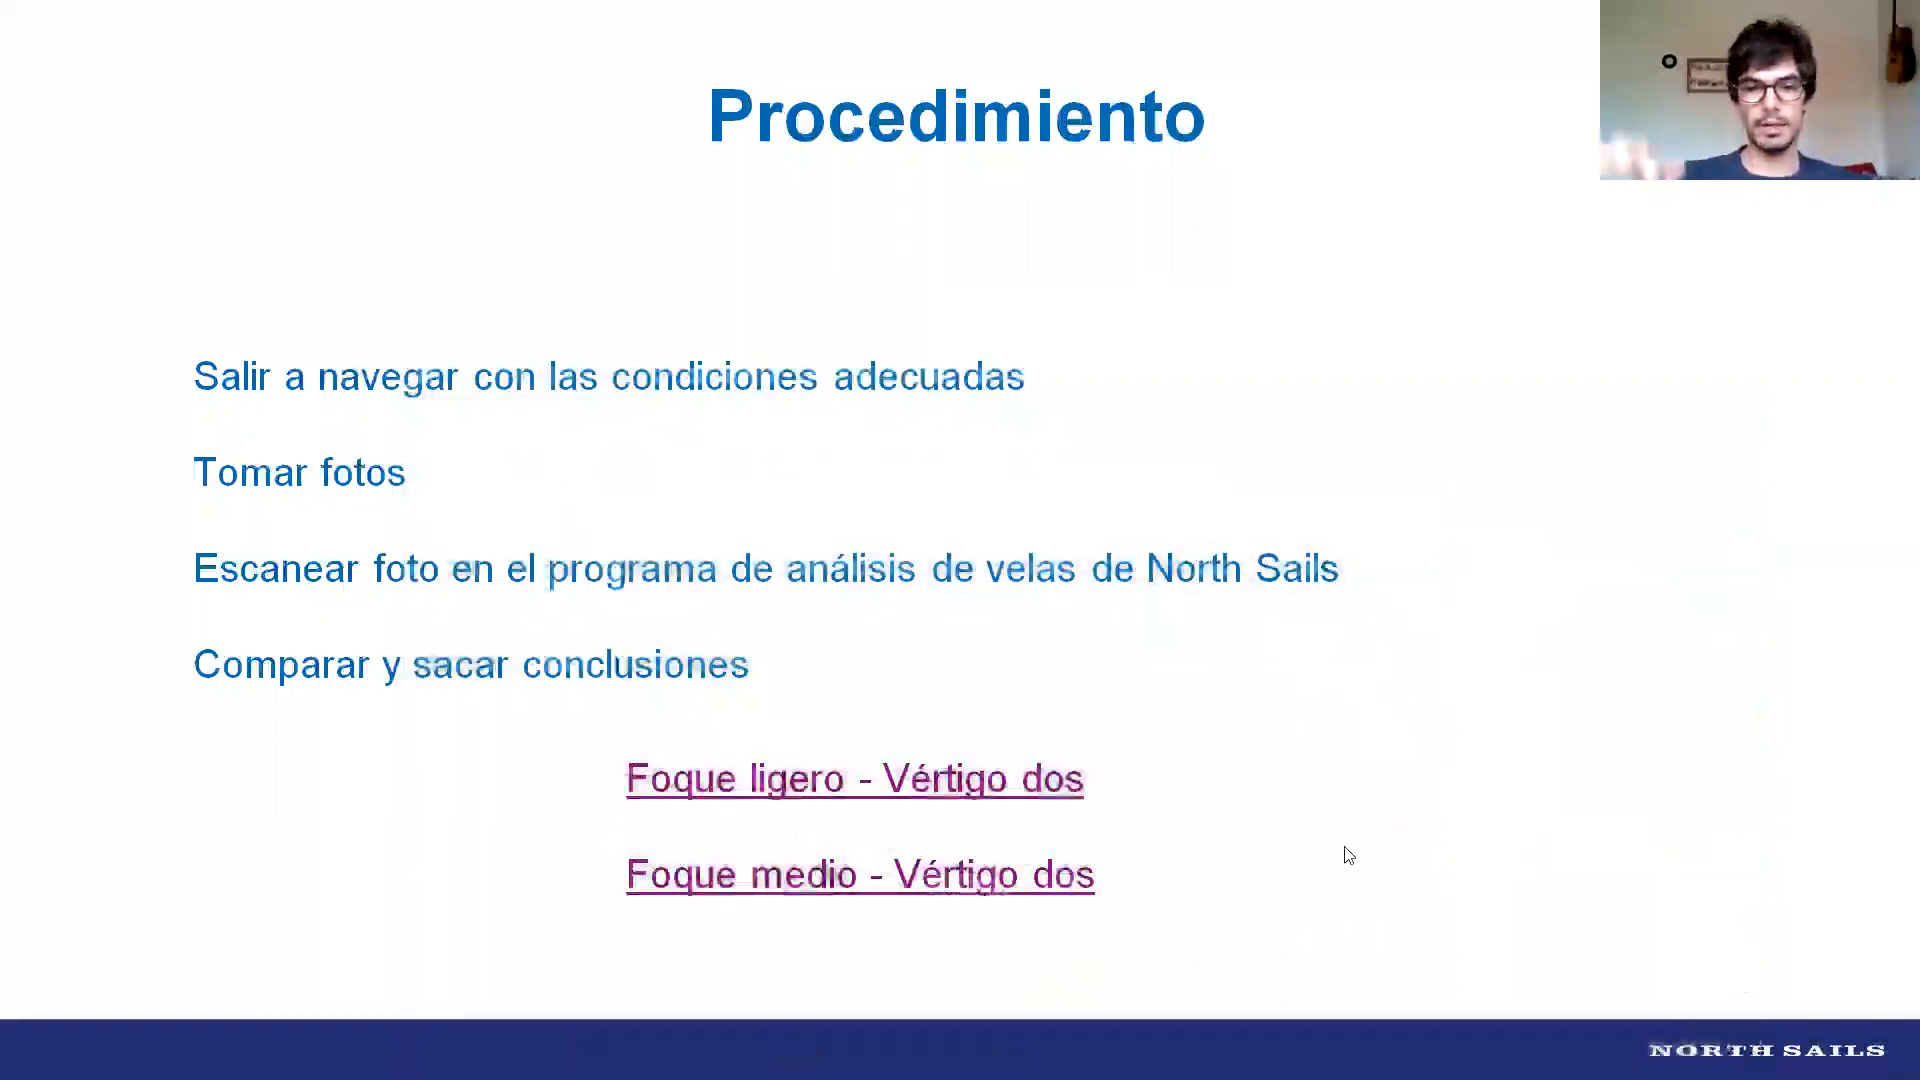 Procedimiento
Salir a navegar con las condiciones adecuadas
Tomar fotos
Escanear foto en el programa de análisis de velas de North Sails
Comparar y sacar conclusiones
Foque ligero - Vértigo dos
Foque medio - Vértigo dos
NORTH SAILS